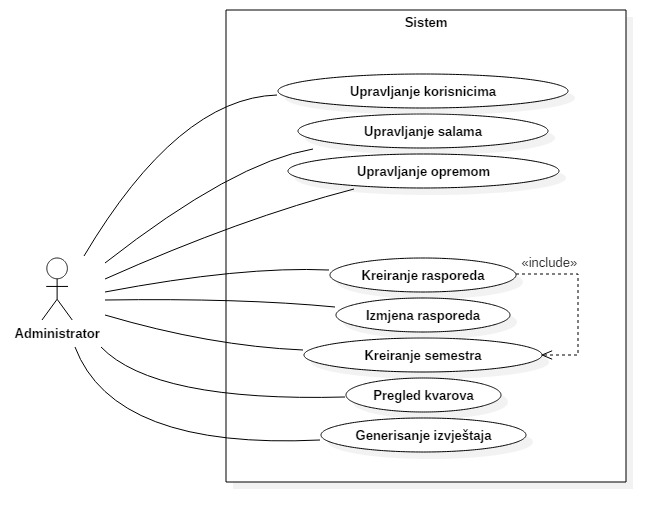 Sistem
Upravljanje korisnicima
Upravljanje salama
Upravljanje opremom
«include»
Kreiranje rasporeda
Izmjena rasporeda
Administrator
Kreiranje semestra
Pregled kvarova
Generisanje izvještaja